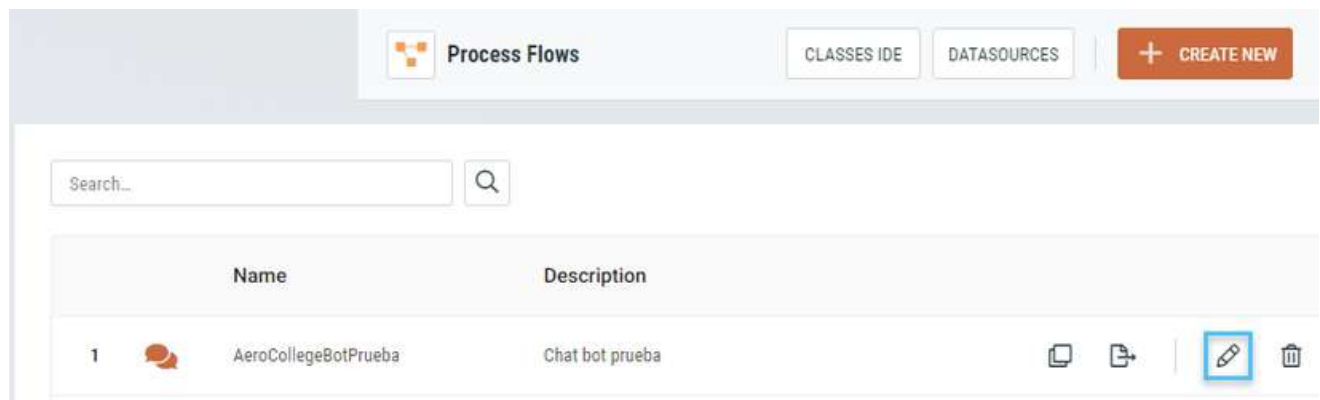 Process Flows CLASSES IDE DATASOURCES + CREATE NEW
Search...
Name Description
1 AeroCollegeBotPrueba Chat bot prueba